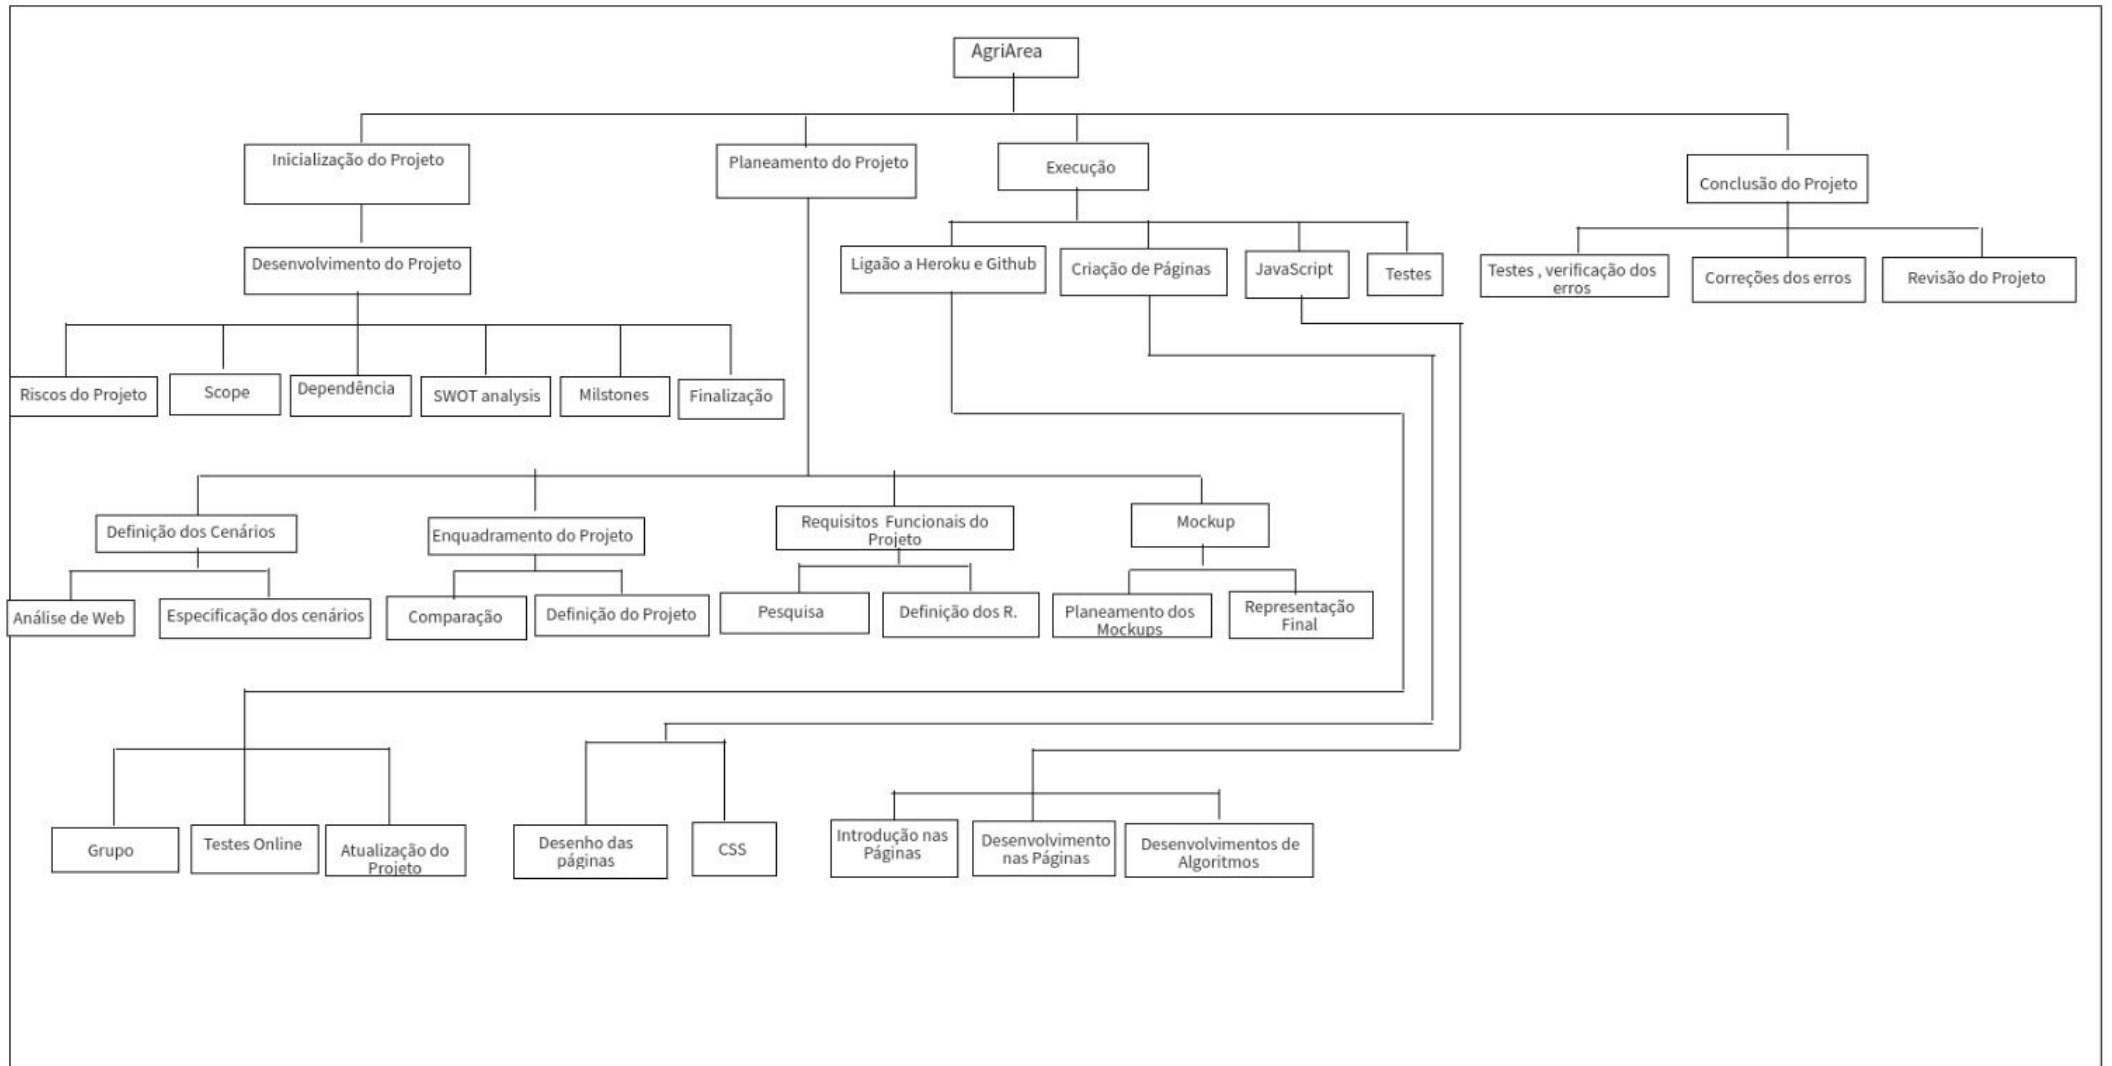 AgriArea
Inicialização do Projeto
Planeamento do Projeto
Execução
Conclusão do Projeto
Desenvolvimento do Projeto
Ligaão a Heroku e Github
Criação de Páginas
JavaScript
Testes
Testes , verificação dos
erros
Correções dos erros
Revisão do Projeto
Riscos do Projeto
Scope
Dependência
SWOT analysis
Milstones
Finalização
Definição dos Cenários
Enquadramento do Projeto
Requisitos Funcionais do
Projeto
Mockup
Análise de Web
Especificação dos cenários
Comparação
Definição do Projeto
Pesquisa
Definição dos R.
Planeamento dos
Mockups
Representação
Final
Grupo
Testes Online
Atualização do
Projeto
Desenho das
páginas
CSS
Introdução nas
Páginas
Desenvolvimento
nas Páginas
Desenvolvimentos de
Algoritmos